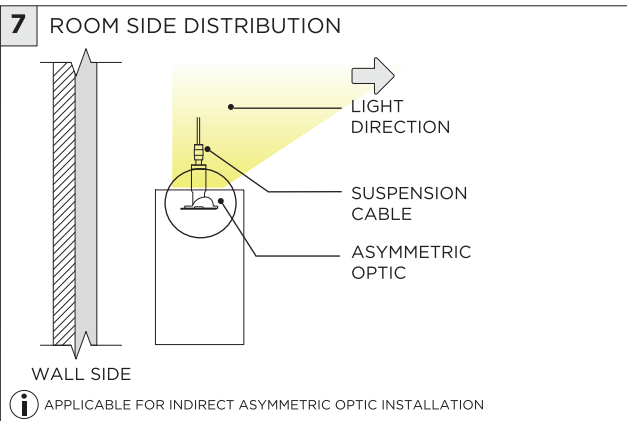 7 ROOM SIDE DISTRIBUTION
LIGHT
DIRECTION
SUSPENSION
CABLE
ASYMMETRIC
OPTIC
WALL SIDE
i APPLICABLE FOR INDIRECT ASYMMETRIC OPTIC INSTALLATION